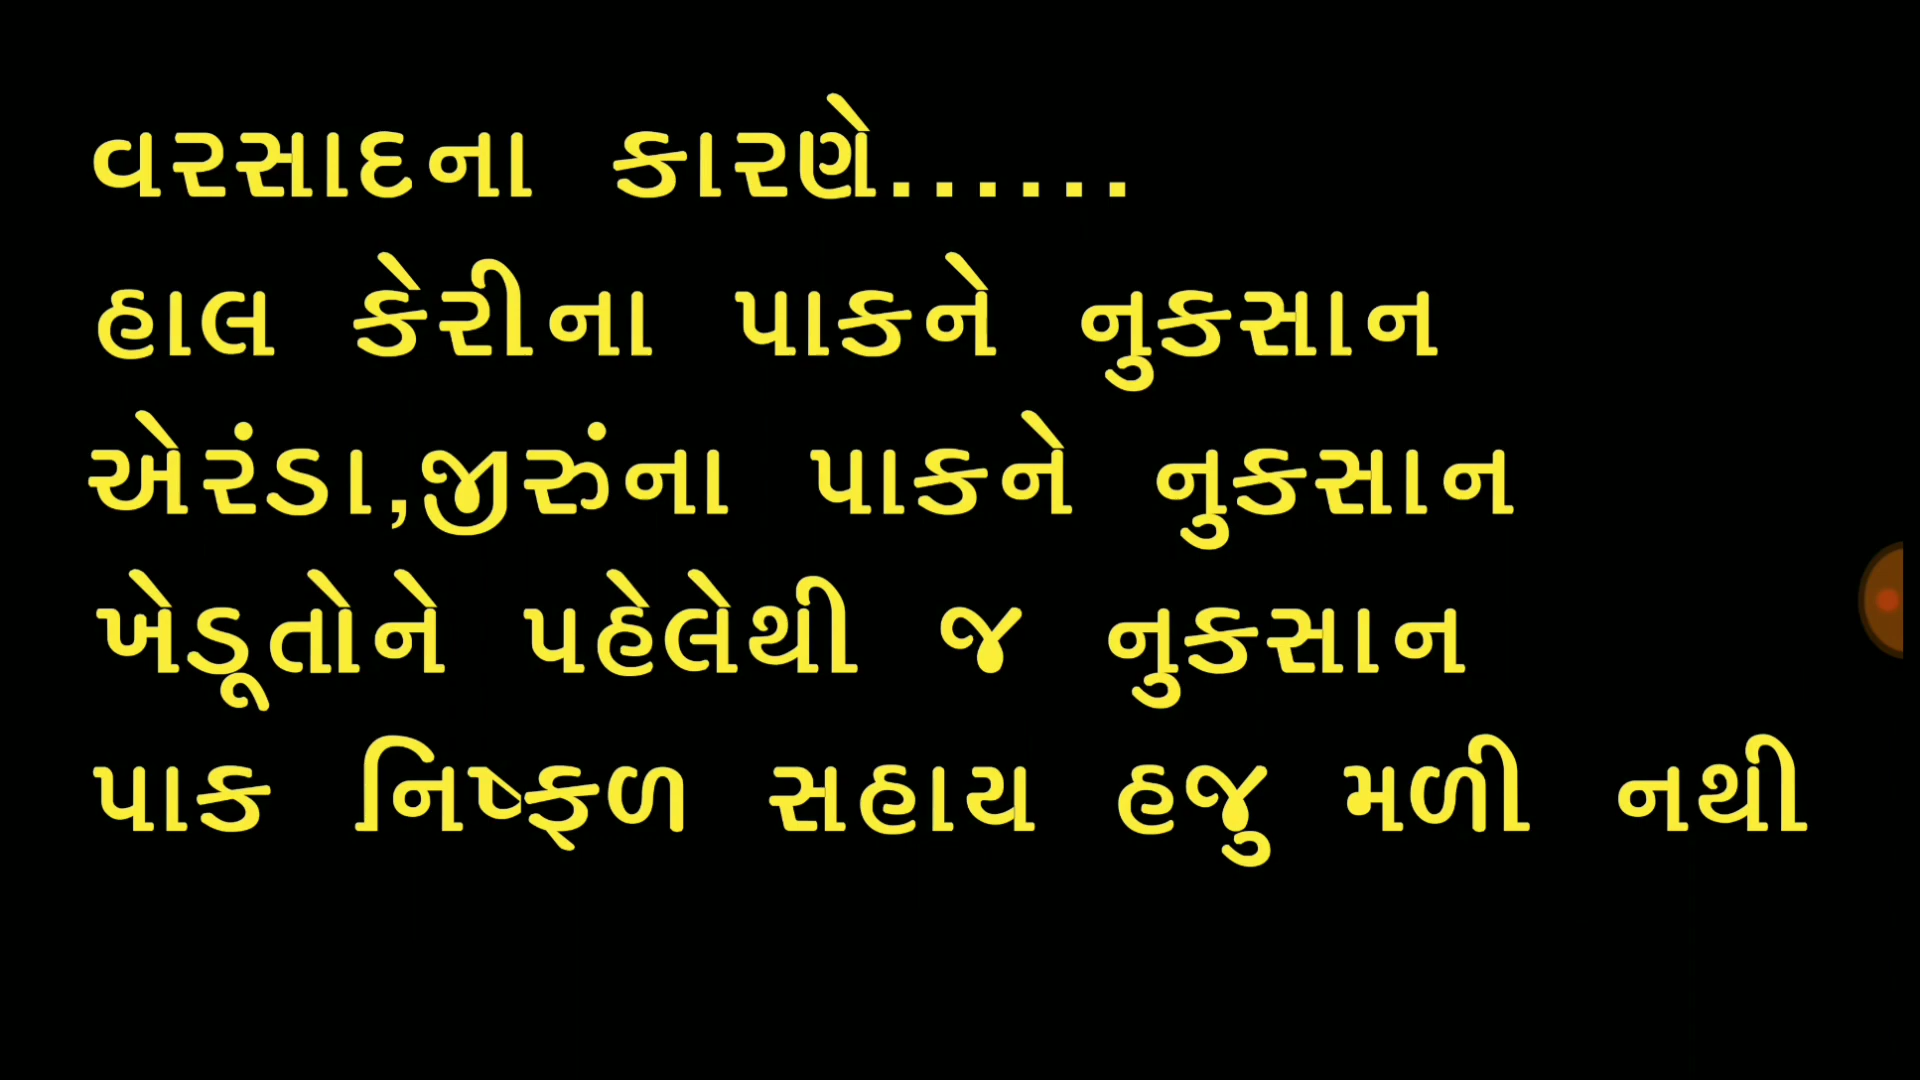 વરસાદના કારણે......
હાલ કેરીના પાકને નુકસાન
એરંડા,જીરુંના પાકને નુકસાન
ખેડૂતોને પહેલેથી જ નુકસાન
પાક નિષ્ફળ સહાય હજુ મળી નથી